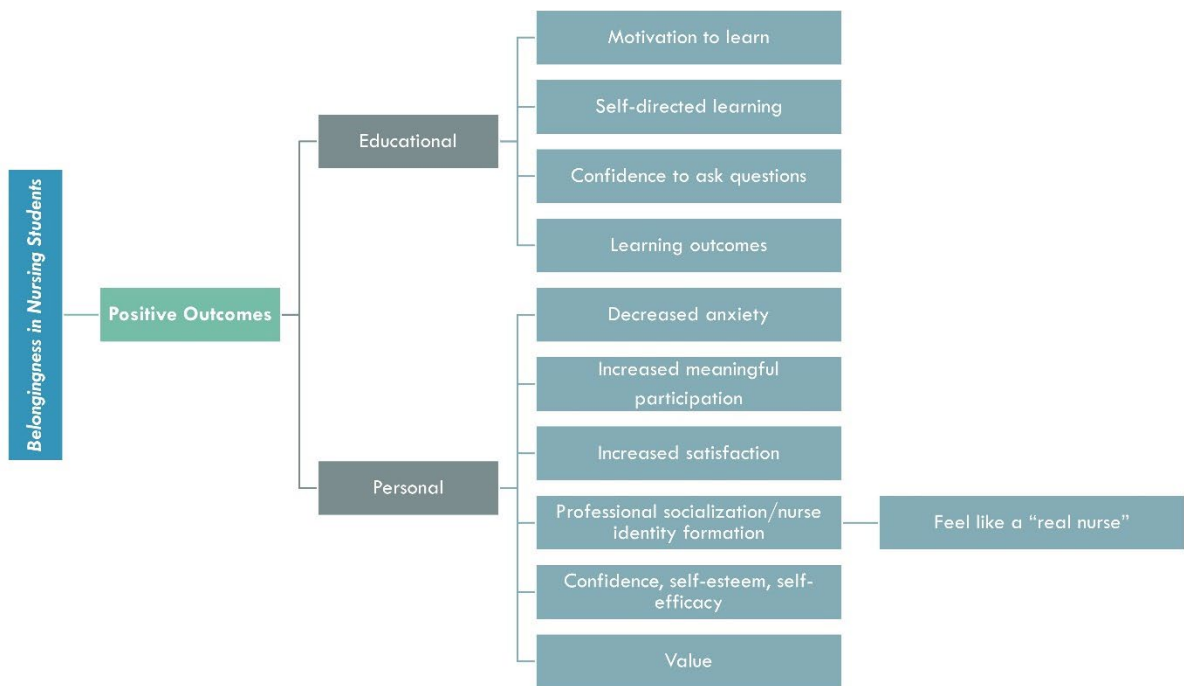 Belongingness in Nursing Students
Positive Outcomes
Educational
Motivation to learn
Self-directed learning
Confidence to ask questions
Learning outcomes
Personal
Decreased anxiety
Increased meaningful
participation
Increased satisfaction
Professional socialization/nurse
identity formation
Feel like a “real nurse”
Confidence, self-esteem, self-
efficacy
Value